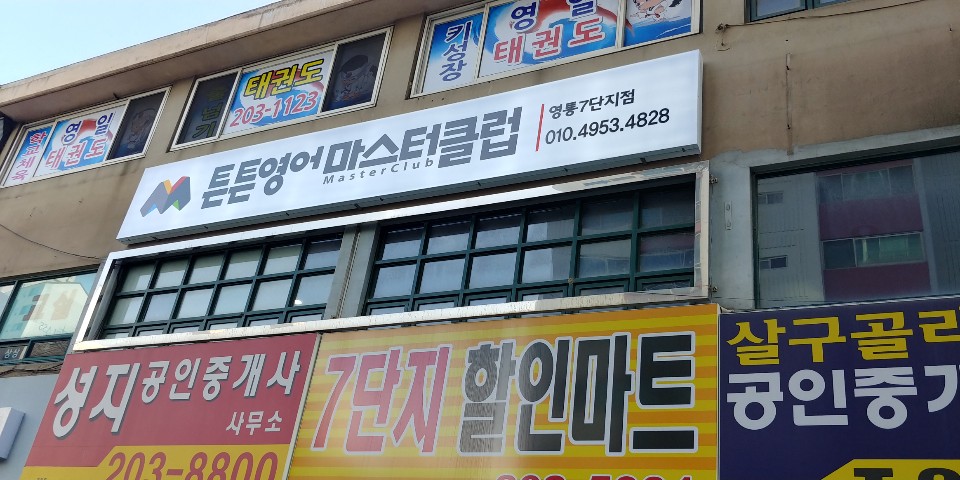 영일
태권도
태권도
203-1123
키성장
영일
태권도
튼튼영어 마스터클럽
MasterClub
영통7단지점
010.4953.4828
성지 공인중개사
사무소
203-8800
7단지 할인마트
살구골
공인중개